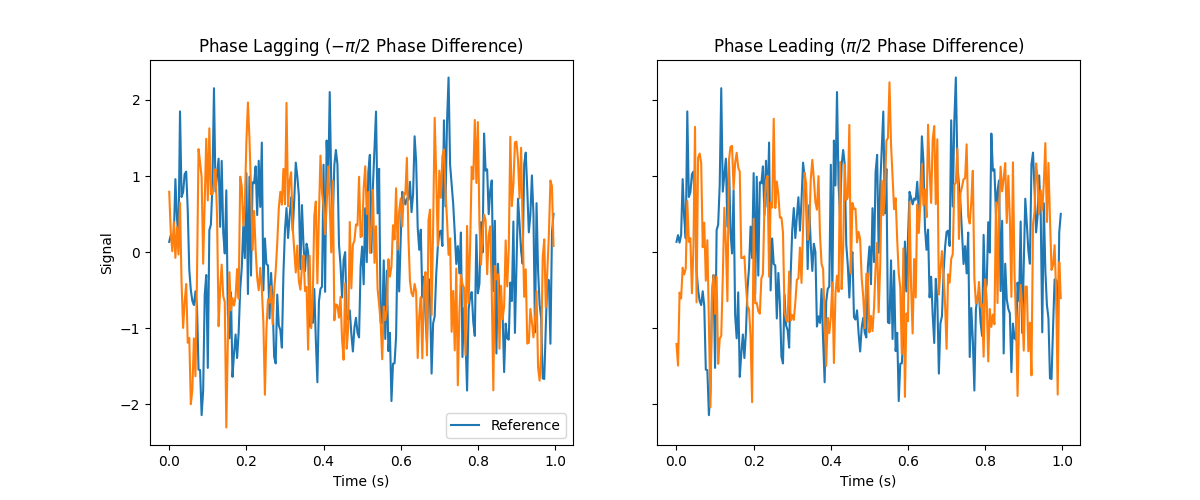 Phase Lagging (−π/2 Phase Difference)
Phase Leading (π/2 Phase Difference)
Signal
2
1
0
−1
−2
Reference
0.0 0.2 0.4 0.6 0.8 1.0
0.0 0.2 0.4 0.6 0.8 1.0
Time (s)
Time (s)